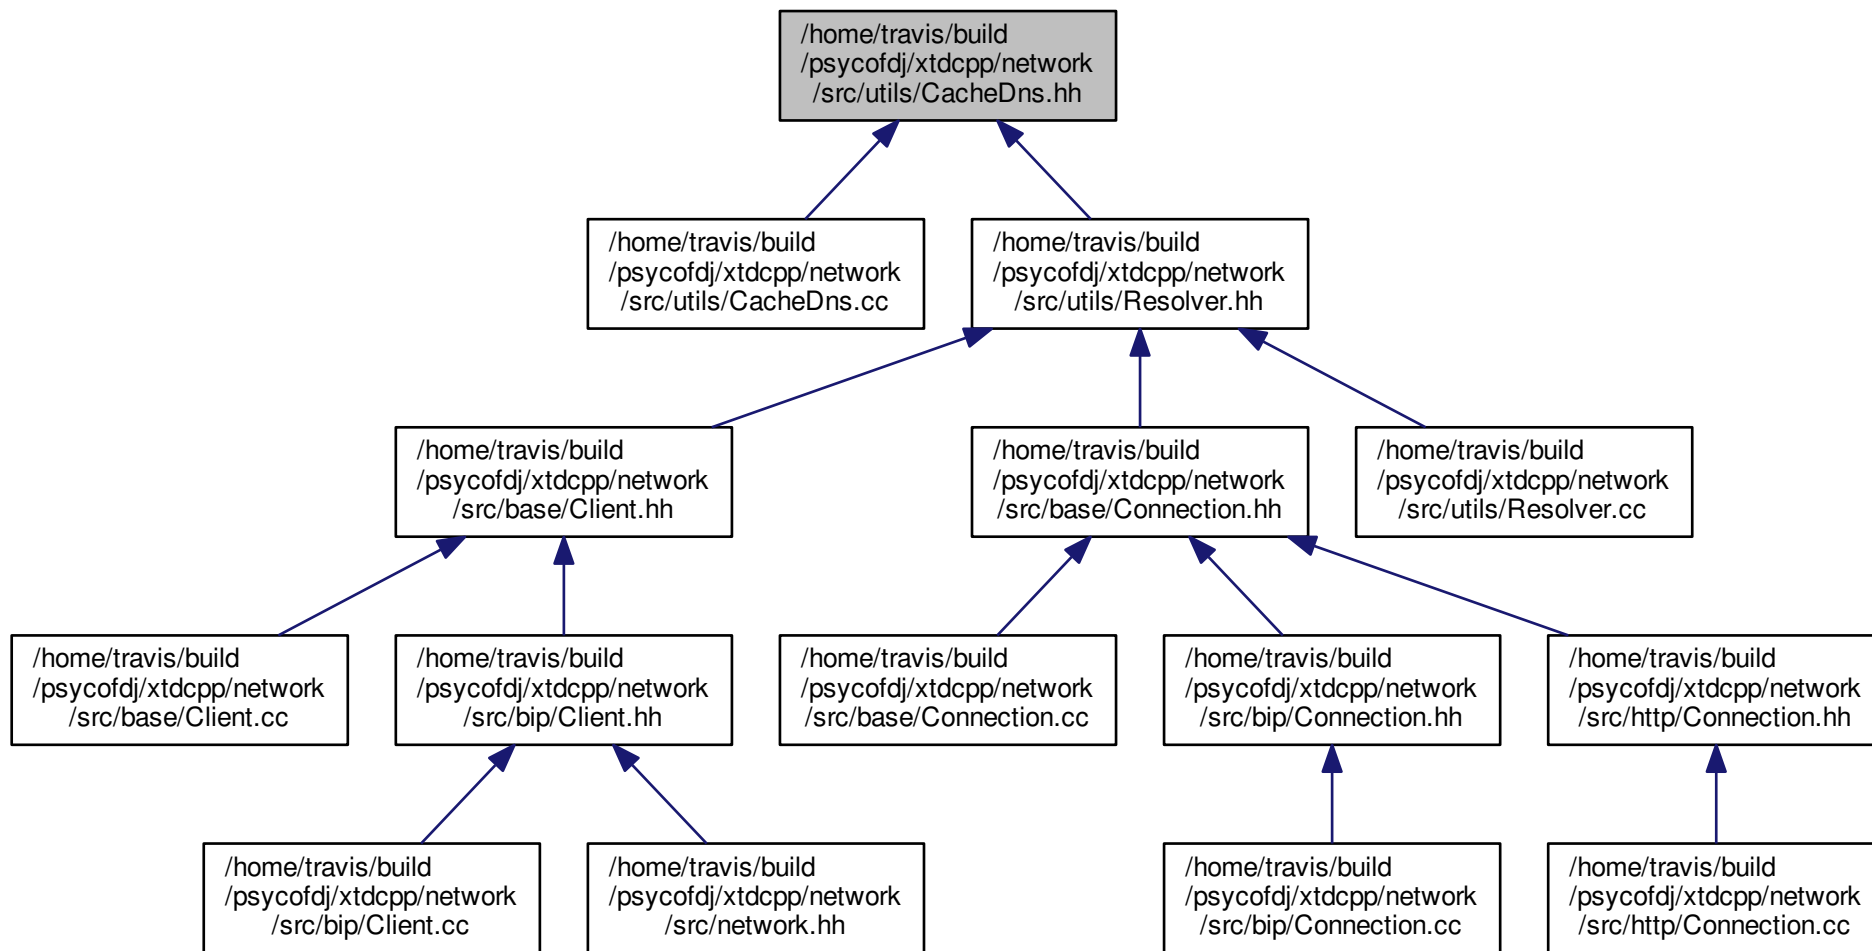 /home/travis/build
/psycofdj/xtdcpp/network
/src/utils/CacheDns.hh
/home/travis/build
/psycofdj/xtdcpp/network
/src/utils/CacheDns.cc
/home/travis/build
/psycofdj/xtdcpp/network
/src/utils/Resolver.hh
/home/travis/build
/psycofdj/xtdcpp/network
/src/base/Client.hh
/home/travis/build
/psycofdj/xtdcpp/network
/src/base/Connection.hh
/home/travis/build
/psycofdj/xtdcpp/network
/src/utils/Resolver.cc
/home/travis/build
/psycofdj/xtdcpp/network
/src/base/Client.cc
/home/travis/build
/psycofdj/xtdcpp/network
/src/bip/Client.hh
/home/travis/build
/psycofdj/xtdcpp/network
/src/base/Connection.cc
/home/travis/build
/psycofdj/xtdcpp/network
/src/bip/Connection.hh
/home/travis/build
/psycofdj/xtdcpp/network
/src/http/Connection.hh
/home/travis/build
/psycofdj/xtdcpp/network
/src/bip/Client.cc
/home/travis/build
/psycofdj/xtdcpp/network
/src/network.hh
/home/travis/build
/psycofdj/xtdcpp/network
/src/bip/Connection.cc
/home/travis/build
/psycofdj/xtdcpp/network
/src/http/Connection.cc